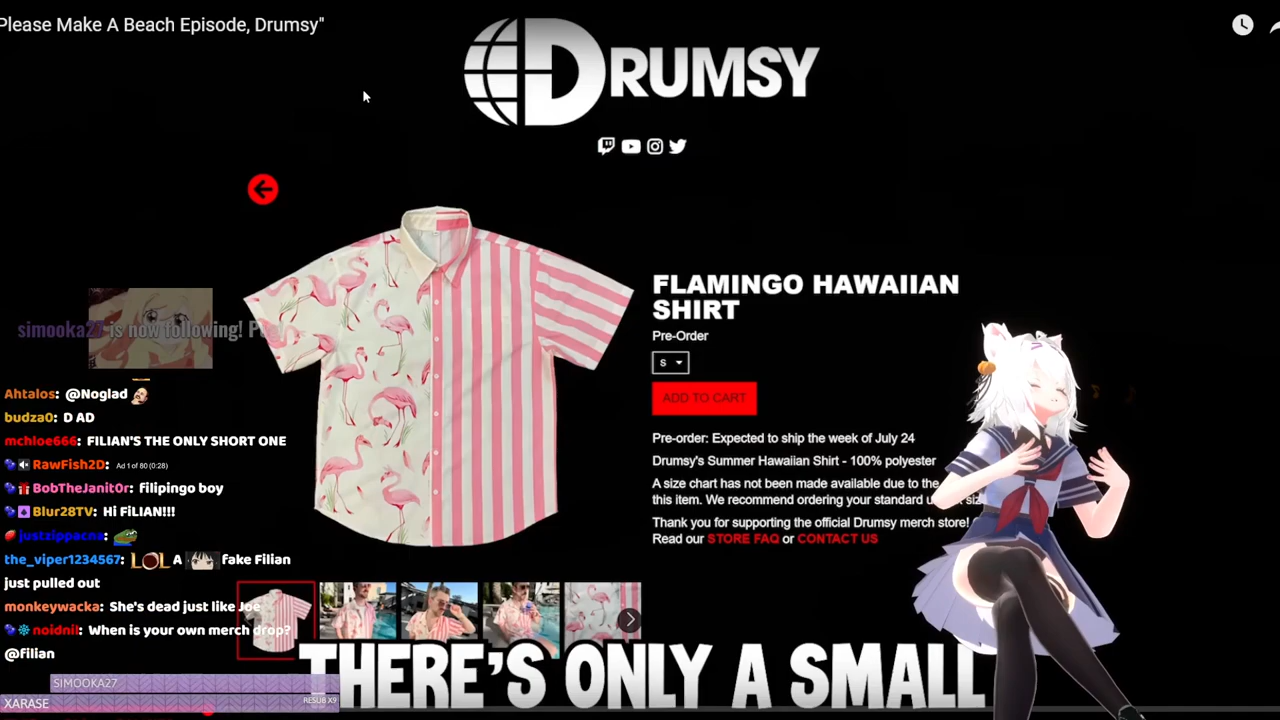 Please Make A Beach Episode, Drumsy"
DRUMSY
FLAMINGO HAWAIIAN
SHIRT
Pre-Order
S
ADD TO CART
Pre-order: Expected to ship the week of July 24
Drumsy's Summer Hawaiian Shirt - 100% polyester
A size chart has not been made available due to the
this item. We recommend ordering your standard
Thank you for supporting the official Drumsy merch store!
Read our STORE FAQ or CONTACT US
simooka27 is now following!
Ahtalos: @Noglad
budza0: D AD
mchloe666: FILIAN'S THE ONLY SHORT ONE
RawFish2D: Ad 1 of 80 (0:28)
BobTheJanit0r: Filipingo boy
Blur28TV: Hi FiLIAN!!!
justzippacna:
the_viper1234567: LOL A fake Filian
just pulled out
monkeywacka: She's dead just like Joe
noidnil: When is your own merch drop?
@filian
THERE'S ONLY A SMALL
SIMOOKA27
XARASE
RESUB X9